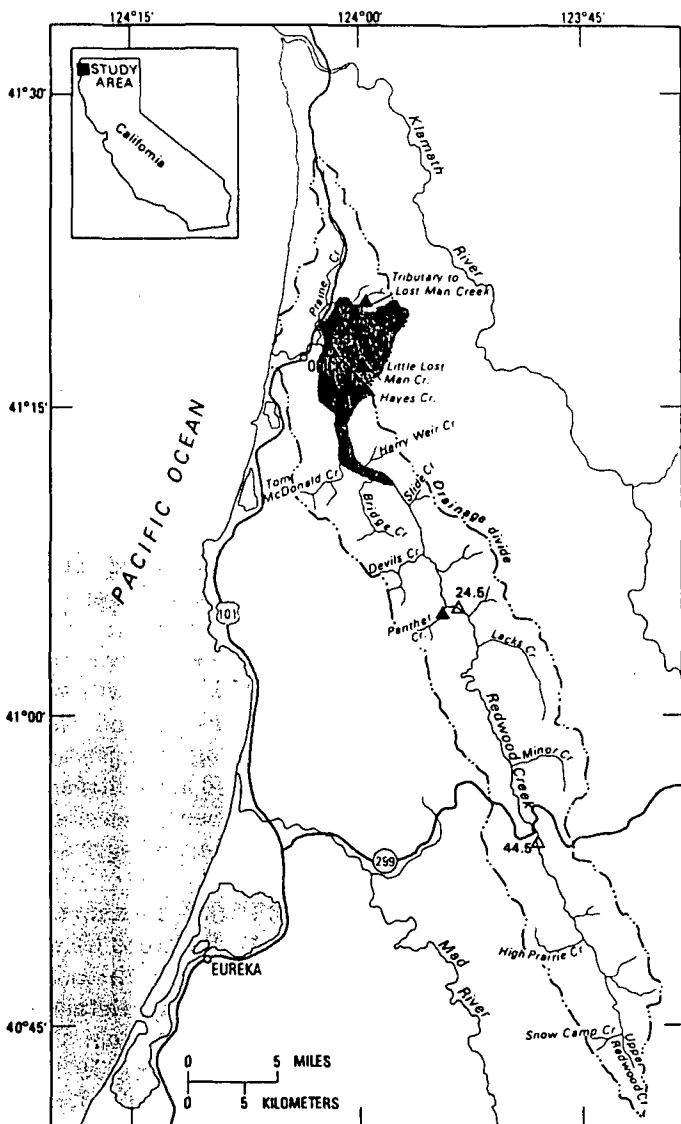 124°15'
124°00'
123°45'
41°30'
STUDY
AREA
California
Klamath
River
Prairie Cr.
Tributary to
Lost Man Creek
Little Lost
Man Cr.
Hayes Cr.
41°15'
Harry Weir Cr.
Tom
McDonald Cr.
Slide Cr.
Bridge Cr.
Drainage divide
PACIFIC OCEAN
Devils Cr.
24.5
Panther
Cr.
101
Lacks Cr.
41°00'
Redwood Creek
Minor Cr.
44.5
299
Mad
River
High Prairie Cr.
EUREKA
40°45'
Snow Camp Cr.
Upper
Redwood Cr.
0 5 MILES
0 5 KILOMETERS